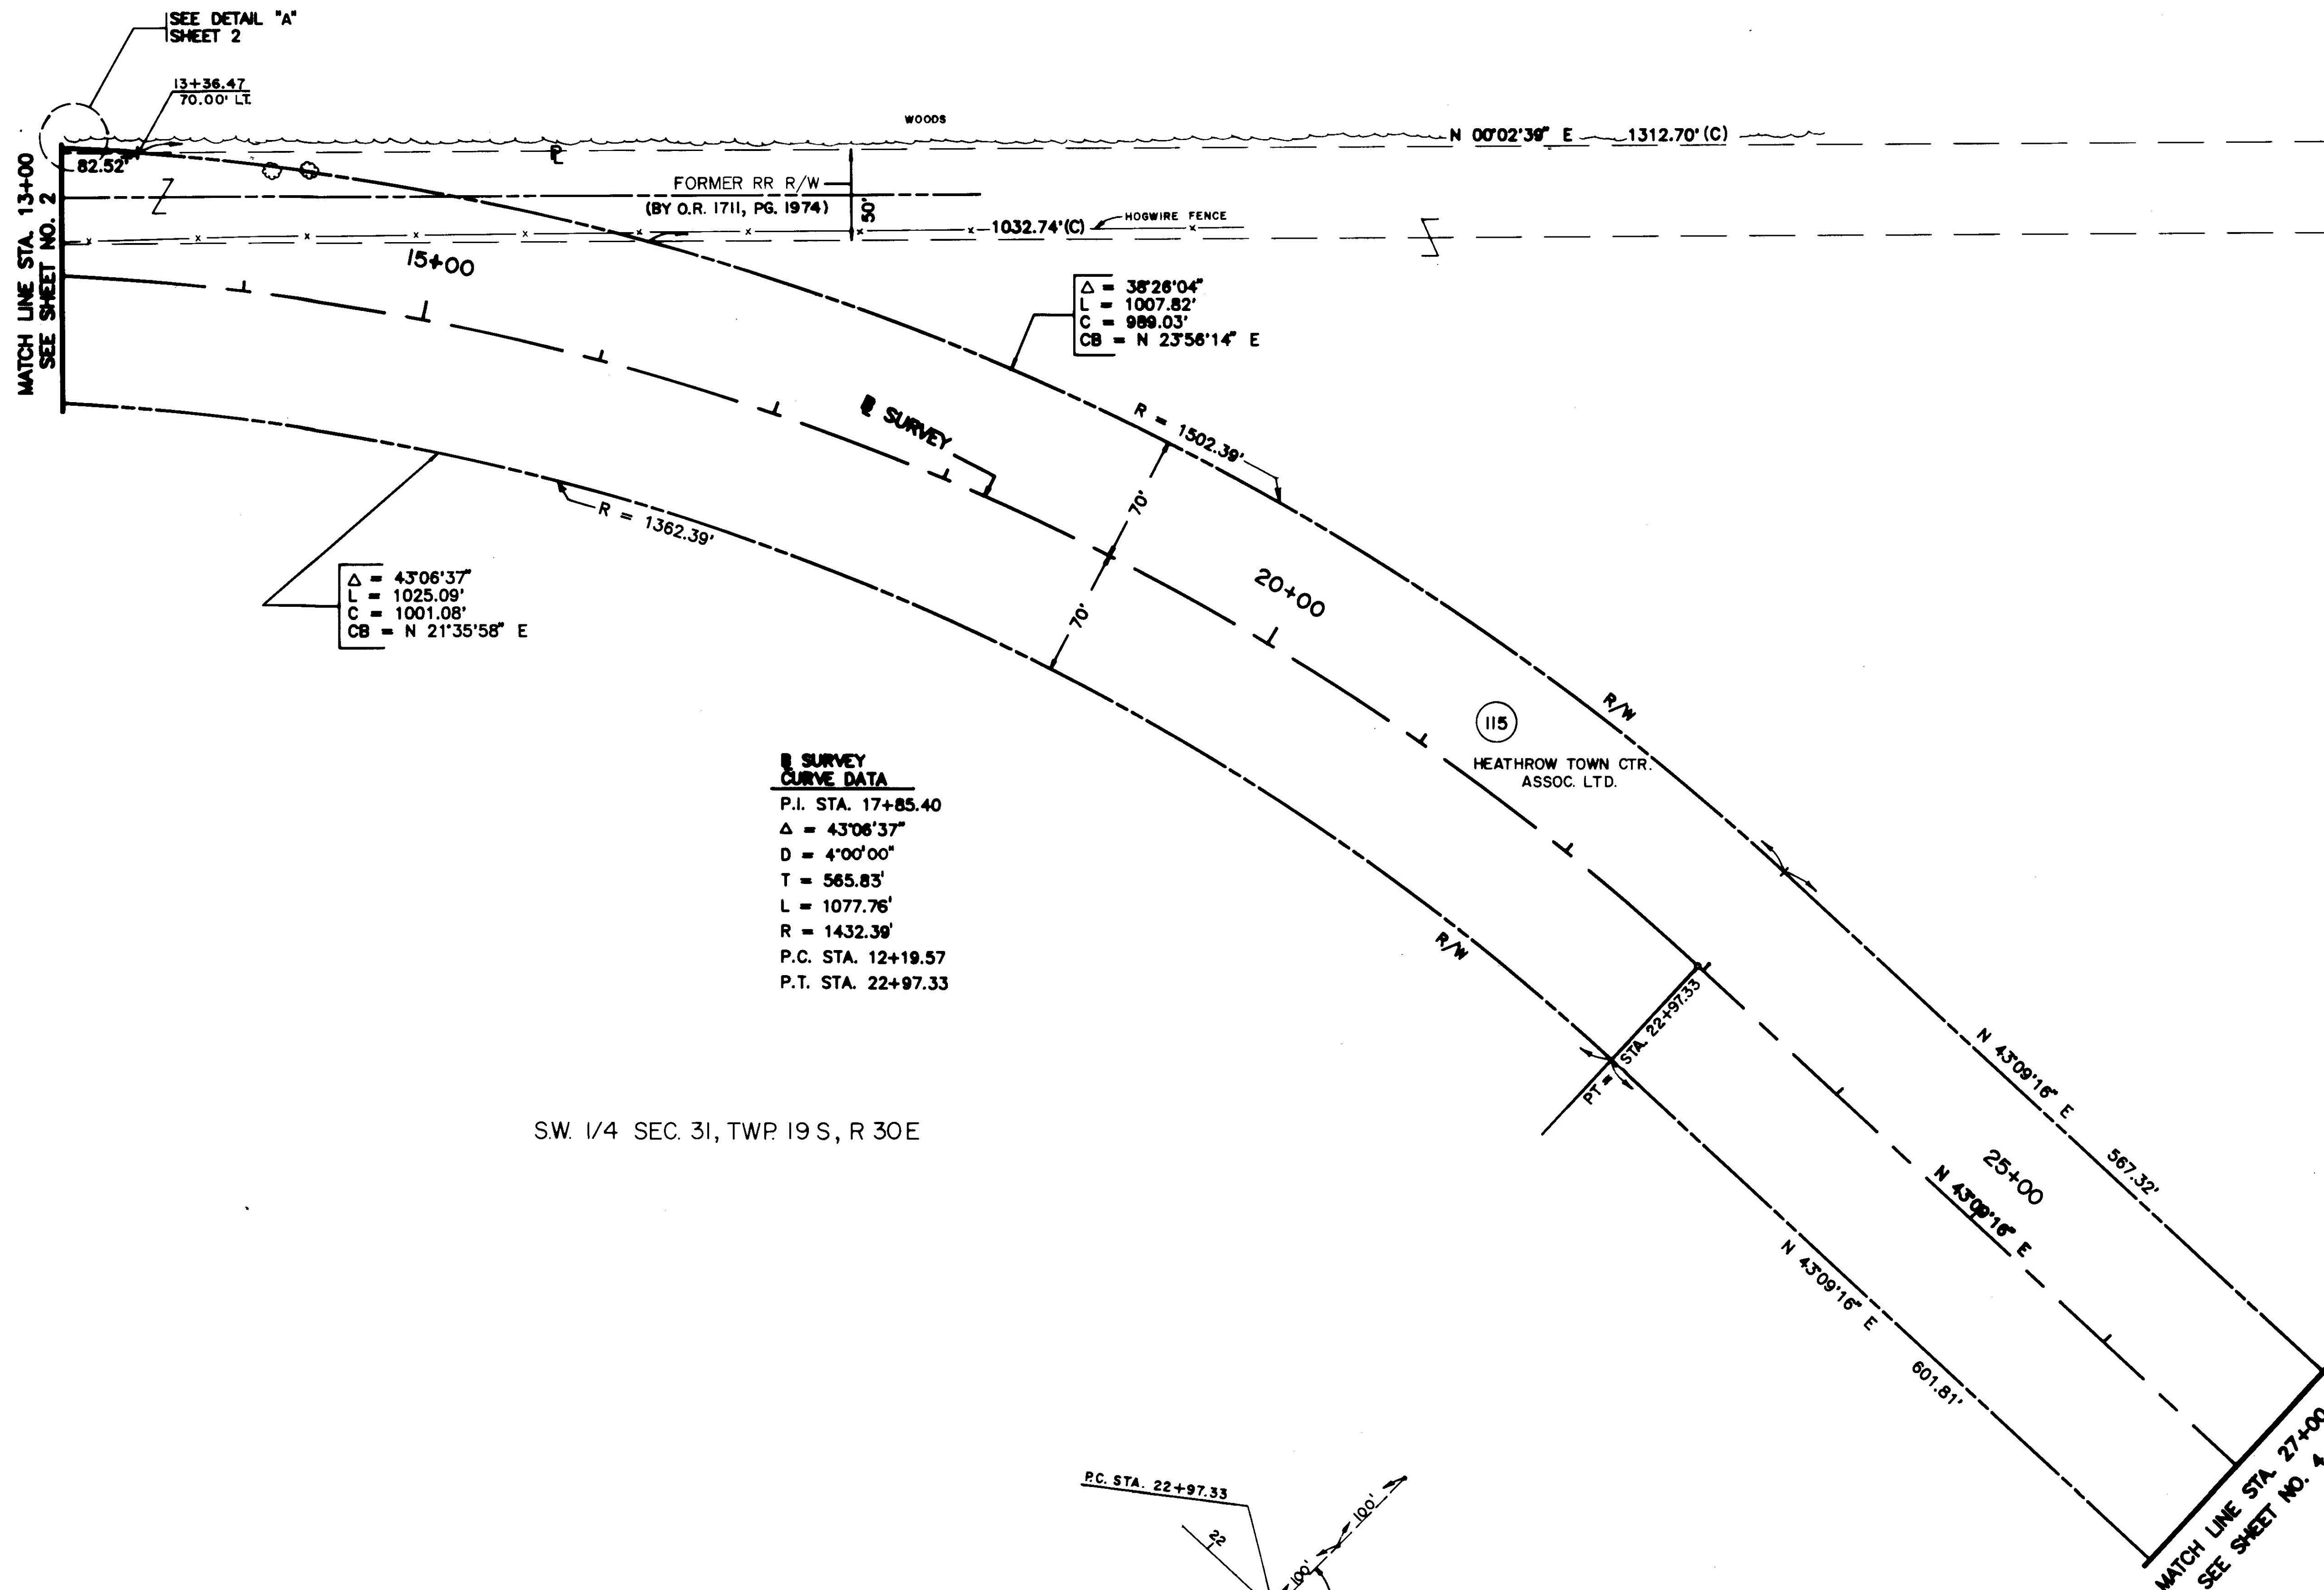 SEE DETAIL "A"
SHEET 2
13+36.47
70.00' LT.
WOODS
N 00°02'39" E 1312.70' (C)
82.52'
MATCH LINE STA. 13+00
SEE SHEET NO. 2
FORMER RR R/W
(BY O.R. 1711, PG. 1974)
50'
1032.74'(C)
HOGWIRE FENCE
15+00
Δ = 38°26'04"
L = 1007.82'
C = 989.03'
CB = N 23°56'14" E
SURVEY
R = 1502.39'
R = 1362.39'
70'
70'
20+00
Δ = 43°06'37"
L = 1025.09'
C = 1001.08'
CB = N 21°35'58" E
R/W
115
HEATHROW TOWN CTR.
ASSOC. LTD.
SURVEY
CURVE DATA
P.I. STA. 17+85.40
Δ = 43°06'37"
D = 4°00'00"
T = 565.83'
L = 1077.76'
R = 1432.39'
P.C. STA. 12+19.57
P.T. STA. 22+97.33
R/W
PT = STA. 22+97.33
N 43°09'16" E
567.32'
25+00
N 43°09'16" E
N 43°09'16" E
601.81'
S.W. 1/4 SEC. 31, TWP. 19 S, R 30 E
P.C. STA. 22+97.33
22
100'
100'
MATCH LINE STA. 27+00
SEE SHEET NO. 4